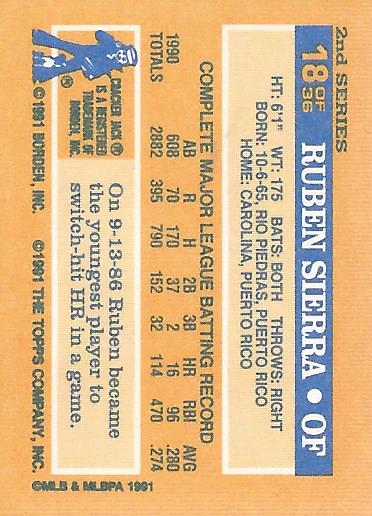 2nd SERIES
18 OF 36
RUBEN SIERRA • OF
HT: 6'1" WT: 175 BATS: BOTH THROWS: RIGHT
BORN: 10-6-65, RIO PIEDRAS, PUERTO RICO
HOME: CAROLINA, PUERTO RICO
COMPLETE MAJOR LEAGUE BATTING RECORD
AB R H 2B 3B HR RBI AVG
1990 608 70 170 37 2 16 96 .280
TOTALS 2882 395 790 152 32 114 470 .274
CRACKER JACK ®
IS A REGISTERED
TRADEMARK OF
BORDEN, INC.
®
On 9-13-86 Ruben became
the youngest player to
switch-hit HR in a game.
©1991 BORDEN, INC. ©1991 THE TOPPS COMPANY, INC.
©MLB & MLBPA 1991